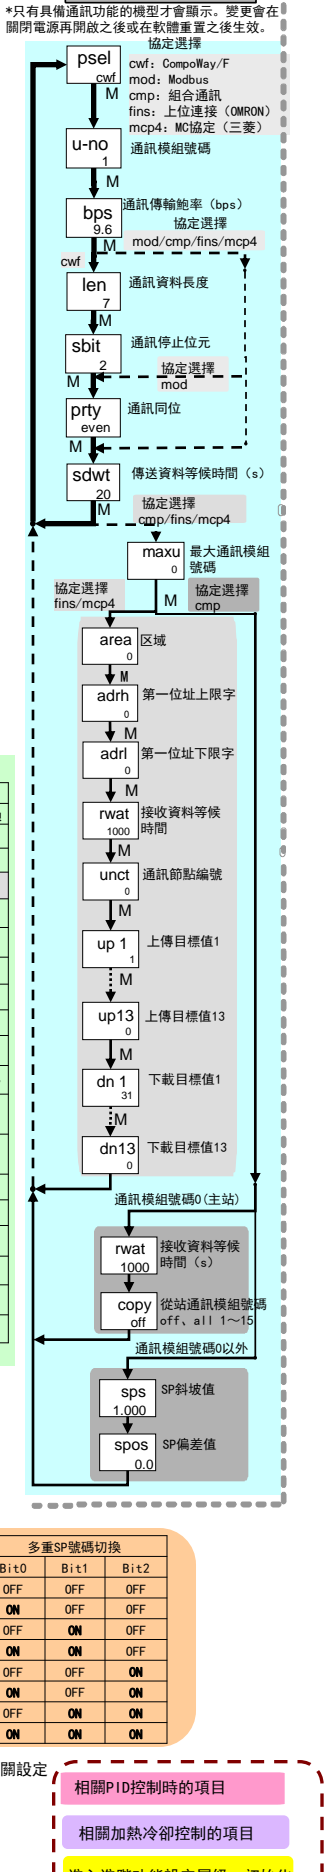 *只有具備通訊功能的機型才會顯示。變更會在
關閉電源再開啟之後或在軟體重置之後生效。
協定選擇
psel
cwf
cwf: CompoWay/F
mod: Modbus
cmp: 組合通訊
fins: 上位連接（OMRON）
mcp4: MC協定（三菱）
M
u-no
1
通訊模組號碼
M
bps
9.6
通訊傳輸鮑率（bps）
M
協定選擇
mod/cmp/fins/mcp4
cwf
len
7
通訊資料長度
M
sbit
2
通訊停止位元
M
協定選擇
mod
prty
even
通訊同位
M
sdwt
20
傳送資料等候時間（s）
M
協定選擇
cmp/fins/mcp4
maxu
0
最大通訊模組
號碼
協定選擇
fins/mcp4
M
協定選擇
cmp
area
0
区域
M
adrh
0
第一位址上限字
M
adrl
0
第一位址下限字
M
rwat
1000
接收資料等候
時間
M
unct
0
通訊節點編號
M
up 1
1
上傳目標值1
M
up13
0
上傳目標值13
M
dn 1
31
下載目標值1
M
dn13
0
下載目標值13
通訊模組號碼0(主站)
rwat
1000
接收資料等候
時間（s）
copy
off
從站通訊模組號碼
off、all 1～15
通訊模組號碼0以外
sps
1.000
SP斜坡值
spos
0.0
SP偏差值
多重SP號碼切換
Bit0 Bit1 Bit2
OFF OFF OFF
ON OFF OFF
OFF ON OFF
ON ON OFF
OFF OFF ON
ON OFF ON
OFF ON ON
ON ON ON
關設定
相關PID控制時的項目
相關加熱冷卻控制的項目